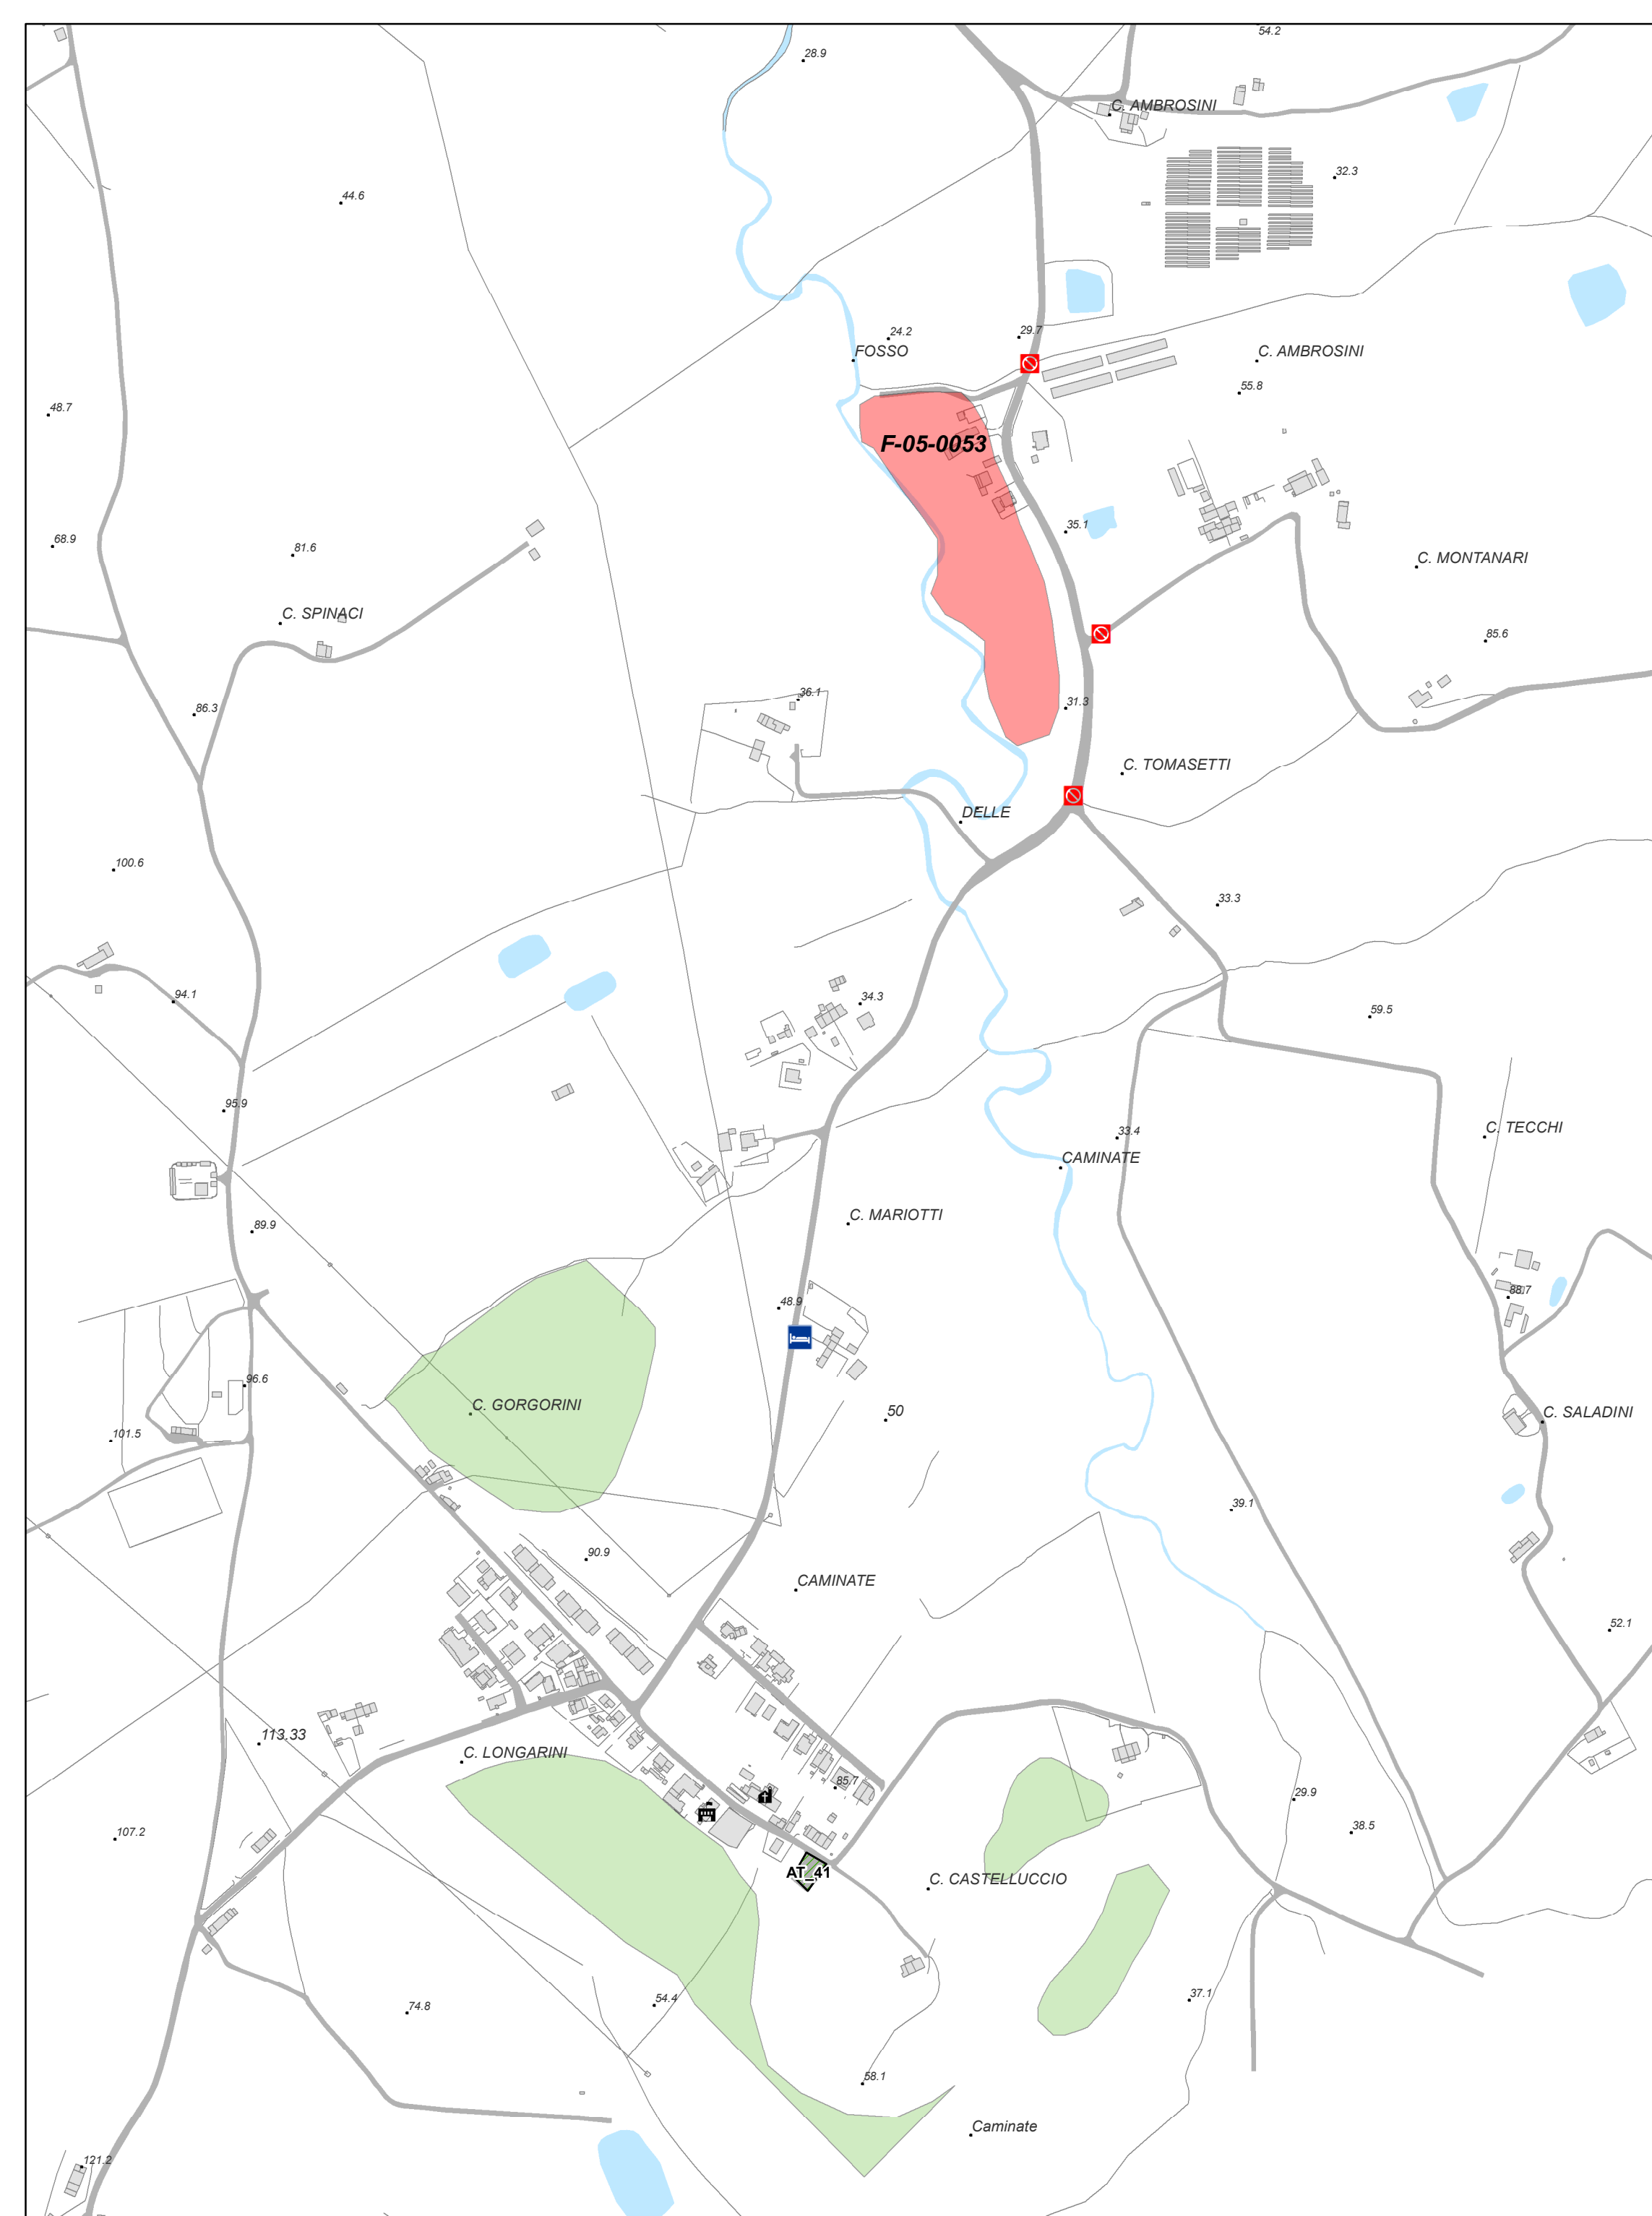 54.2
28.9
C. AMBROSINI
32.3
44.6
29.7
24.2
FOSSO
C. AMBROSINI
55.8
48.7
F-05-0053
35.1
68.9
81.6
C. MONTANARI
C. SPINACI
85.6
36.1
31.3
86.3
C. TOMASETTI
DELLE
100.6
33.3
94.1
34.3
59.5
95.9
33.4
C. TECCHI
CAMINATE
C. MARIOTTI
89.9
88.7
48.9
96.6
C. GORGORINI
50
C. SALADINI
101.5
39.1
90.9
CAMINATE
52.1
113.33
C. LONGARINI
85.7
29.9
107.2
38.5
AT_41
C. CASTELLUCCIO
37.1
54.4
74.8
58.1
Caminate
121.2